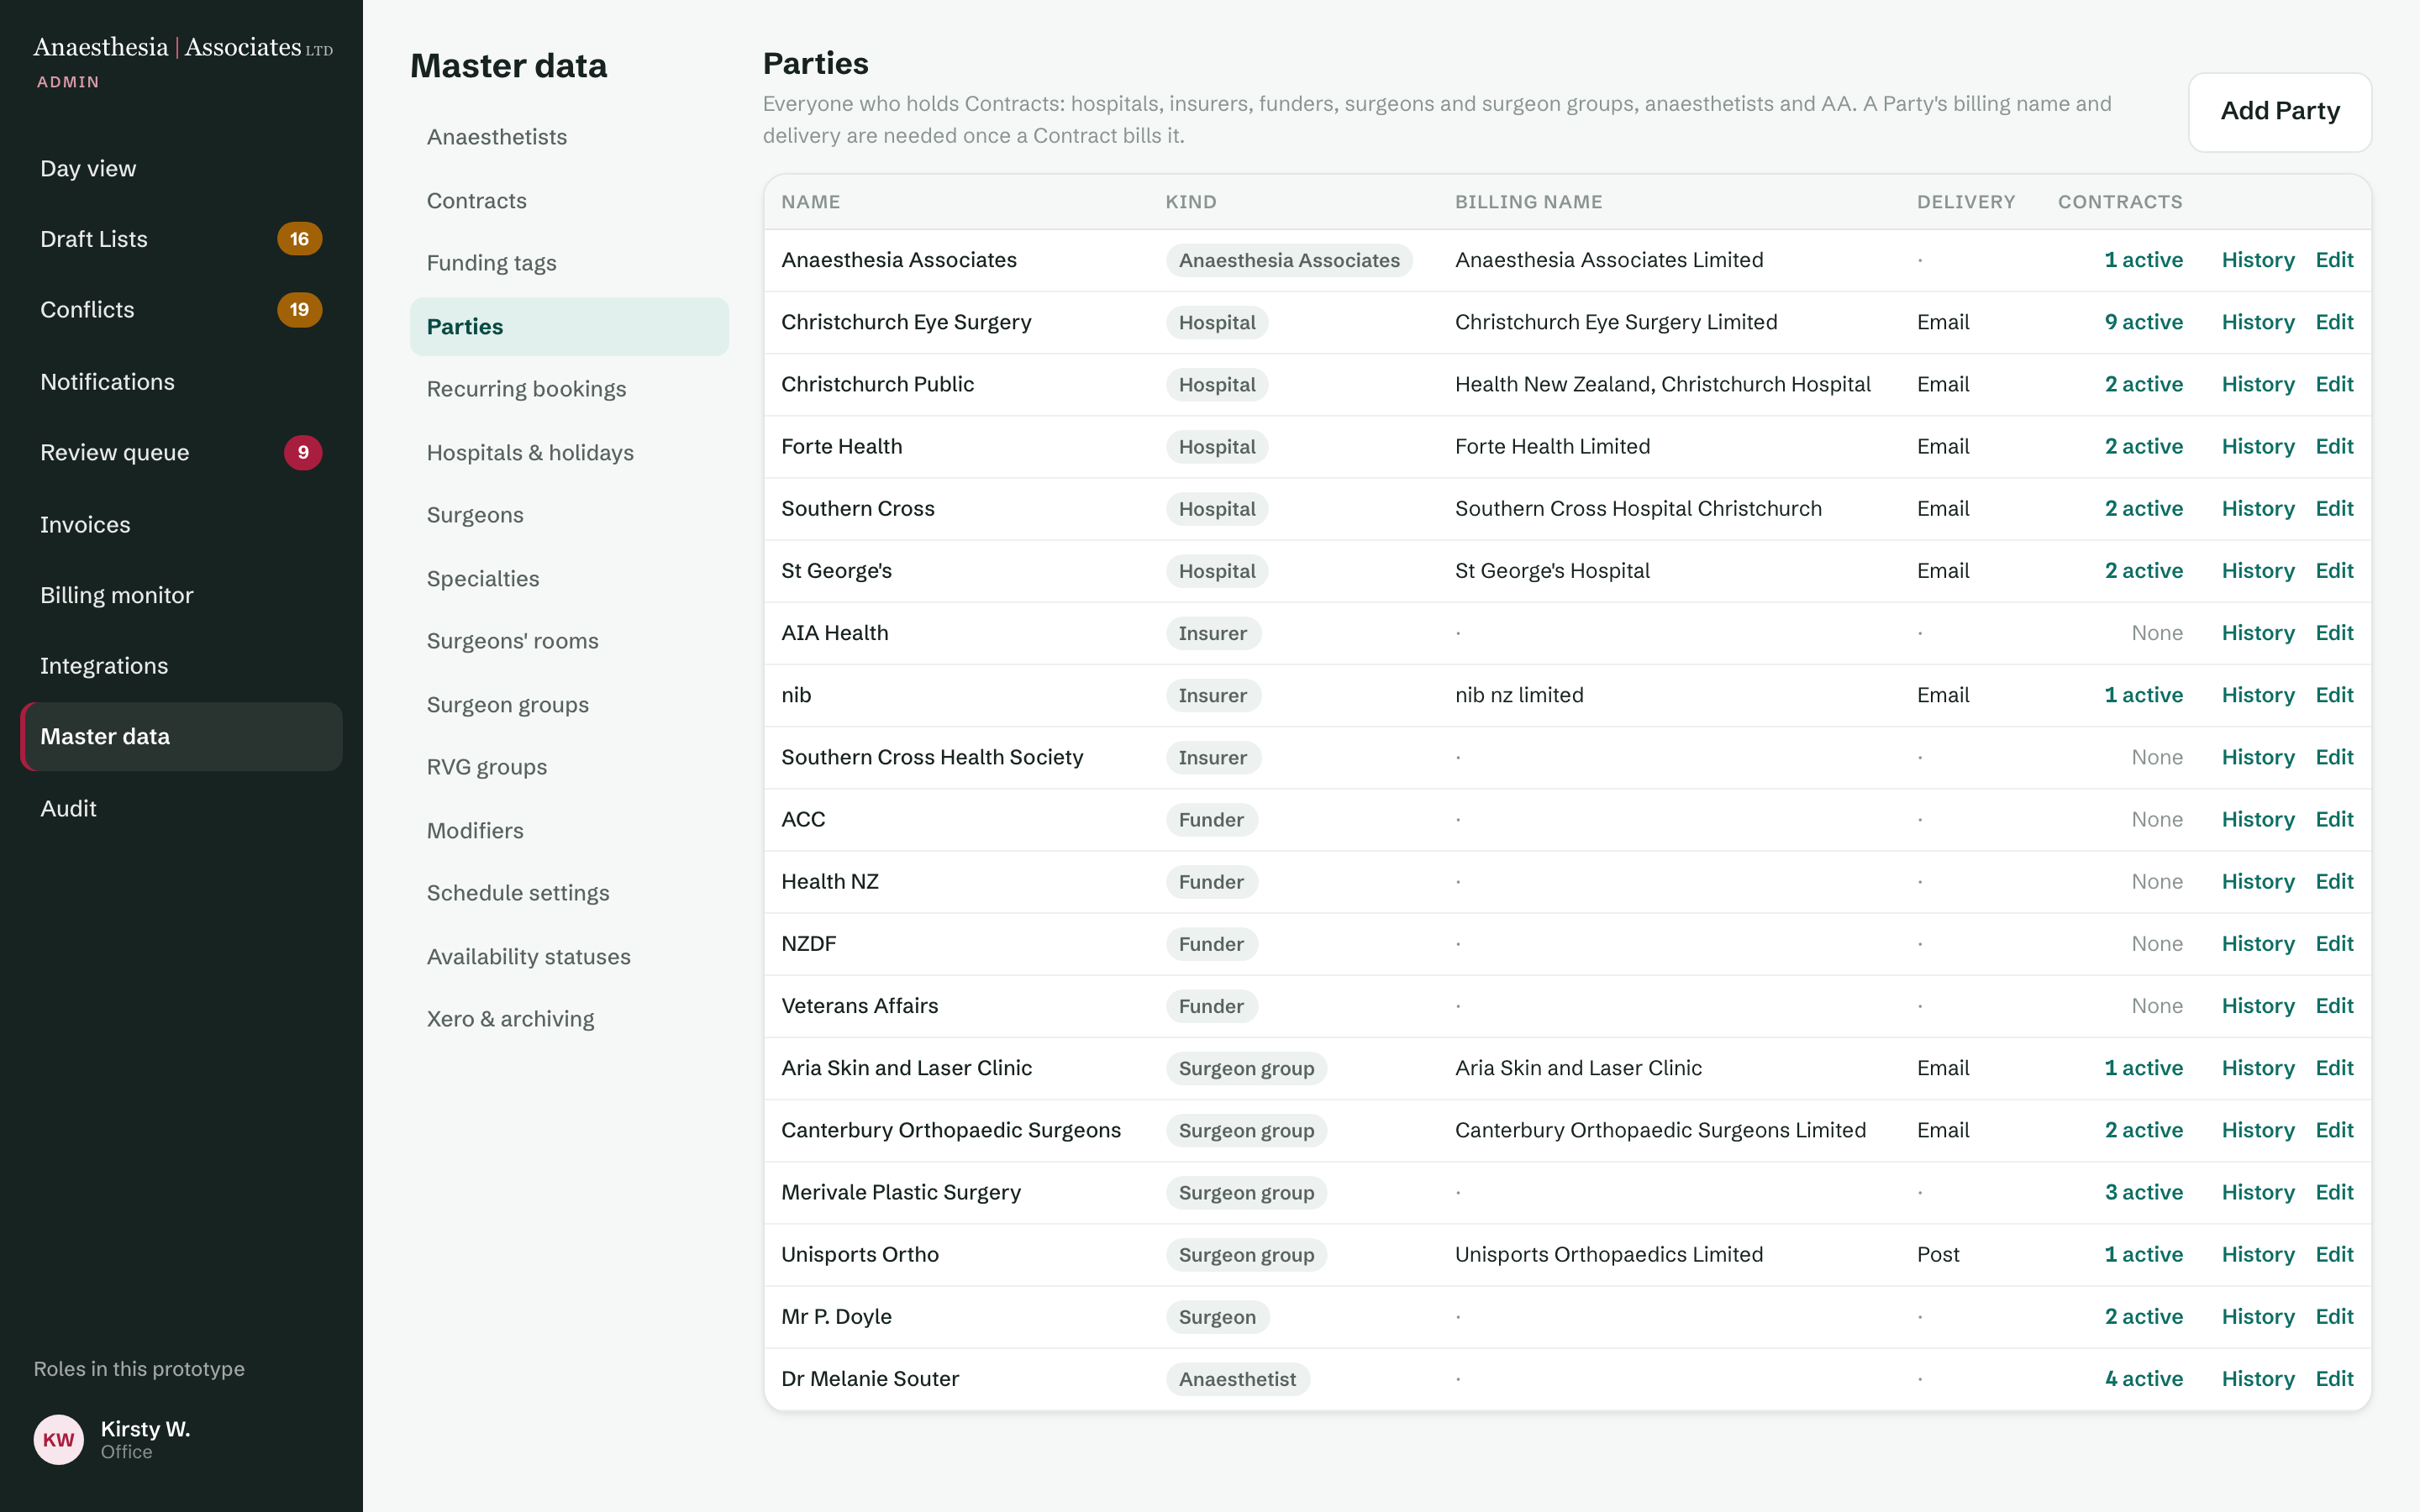 Anaesthesia | Associates LTD
ADMIN
Day view
Draft Lists 16
Conflicts 19
Notifications
Review queue 9
Invoices
Billing monitor
Integrations
Master data
Audit
Roles in this prototype
KW
Kirsty W.
Office
Master data
Anaesthetists
Contracts
Funding tags
Parties
Recurring bookings
Hospitals & holidays
Surgeons
Specialties
Surgeons' rooms
Surgeon groups
RVG groups
Modifiers
Schedule settings
Availability statuses
Xero & archiving
Parties
Everyone who holds Contracts: hospitals, insurers, funders, surgeons and surgeon groups, anaesthetists and AA. A Party's billing name and
delivery are needed once a Contract bills it.
Add Party
NAME KIND BILLING NAME DELIVERY CONTRACTS
Anaesthesia Associates Anaesthesia Associates Anaesthesia Associates Limited · 1 active History Edit
Christchurch Eye Surgery Hospital Christchurch Eye Surgery Limited Email 9 active History Edit
Christchurch Public Hospital Health New Zealand, Christchurch Hospital Email 2 active History Edit
Forte Health Hospital Forte Health Limited Email 2 active History Edit
Southern Cross Hospital Southern Cross Hospital Christchurch Email 2 active History Edit
St George's Hospital St George's Hospital Email 2 active History Edit
AIA Health Insurer · · None History Edit
nib Insurer nib nz limited Email 1 active History Edit
Southern Cross Health Society Insurer · · None History Edit
ACC Funder · · None History Edit
Health NZ Funder · · None History Edit
NZDF Funder · · None History Edit
Veterans Affairs Funder · · None History Edit
Aria Skin and Laser Clinic Surgeon group Aria Skin and Laser Clinic Email 1 active History Edit
Canterbury Orthopaedic Surgeons Surgeon group Canterbury Orthopaedic Surgeons Limited Email 2 active History Edit
Merivale Plastic Surgery Surgeon group · · 3 active History Edit
Unisports Ortho Surgeon group Unisports Orthopaedics Limited Post 1 active History Edit
Mr P. Doyle Surgeon · · 2 active History Edit
Dr Melanie Souter Anaesthetist · · 4 active History Edit